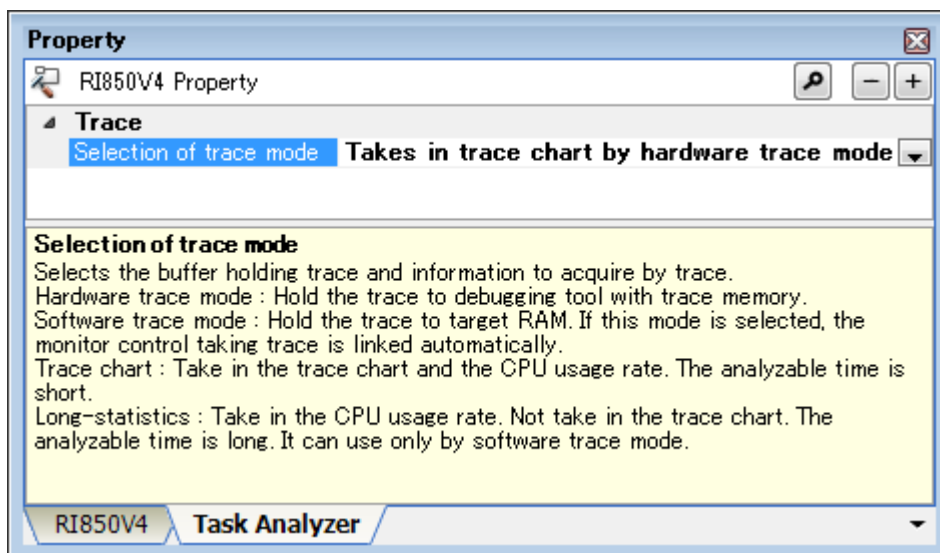 Property
RI850V4 Property
Trace
Selection of trace mode Takes in trace chart by hardware trace mode
Selection of trace mode
Selects the buffer holding trace and information to acquire by trace.
Hardware trace mode : Hold the trace to debugging tool with trace memory.
Software trace mode : Hold the trace to target RAM. If this mode is selected, the
monitor control taking trace is linked automatically.
Trace chart : Take in the trace chart and the CPU usage rate. The analyzable time is
short.
Long-statistics : Take in the CPU usage rate. Not take in the trace chart. The
analyzable time is long. It can use only by software trace mode.
RI850V4 Task Analyzer